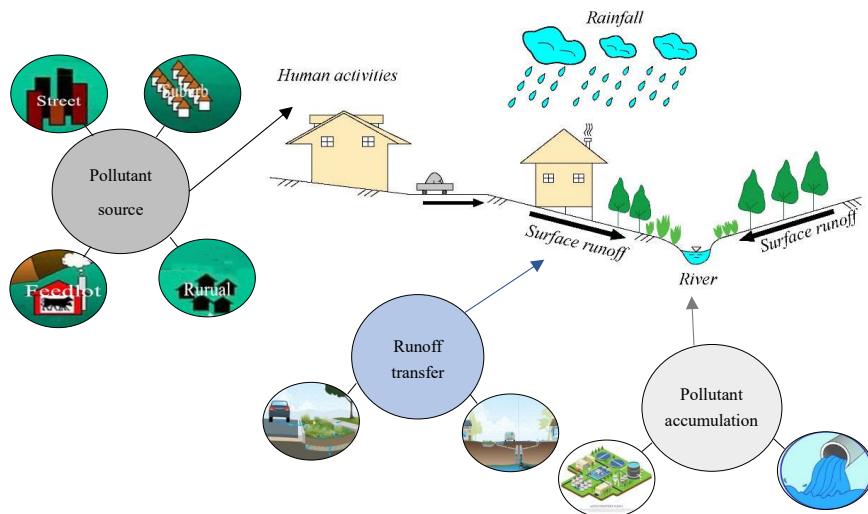 Rainfall
Human activities
Street
Suburb
Pollutant
source
Feedlot
Rurual
Surface runoff
Surface runoff
River
Runoff
transfer
Pollutant
accumulation